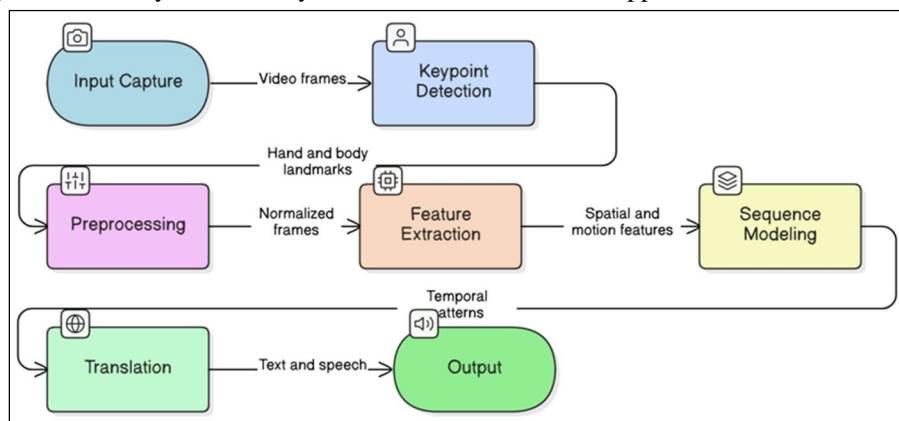 Input Capture
Video frames
Keypoint
Detection
Hand and body
landmarks
Preprocessing
Normalized
frames
Feature
Extraction
Spatial and
motion features
Sequence
Modeling
Temporal
patterns
Translation
Text and speech
Output